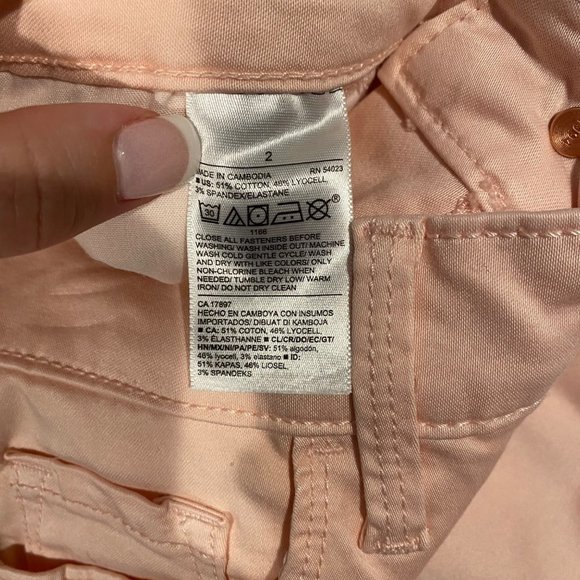 2
MADE IN CAMBODIA RN 54023
■ US: 51% COTTON, 46% LYOCELL,
3% SPANDEX/ELASTANE
30
®
1166
CLOSE ALL FASTENERS BEFORE
WASHING/ WASH INSIDE OUT/ MACHINE
WASH COLD GENTLE CYCLE/ WASH
AND DRY WITH LIKE COLORS/ ONLY
NON-CHLORINE BLEACH WHEN
NEEDED/ TUMBLE DRY LOW/ WARM
IRON/ DO NOT DRY CLEAN
CA 17897
HECHO EN CAMBOYA CON INSUMOS
IMPORTADOS/ DIBUAT DI KAMBOJA
■ CA: 51% COTON, 46% LYOCELL,
3% ÉLASTHANNE ■ CL/CR/DO/EC/GT/
HN/MX/NI/PA/PE/SV: 51% algodón,
46% lyocell, 3% elastano ■ ID:
51% KAPAS, 46% LIOSEL,
3% SPANDEKS